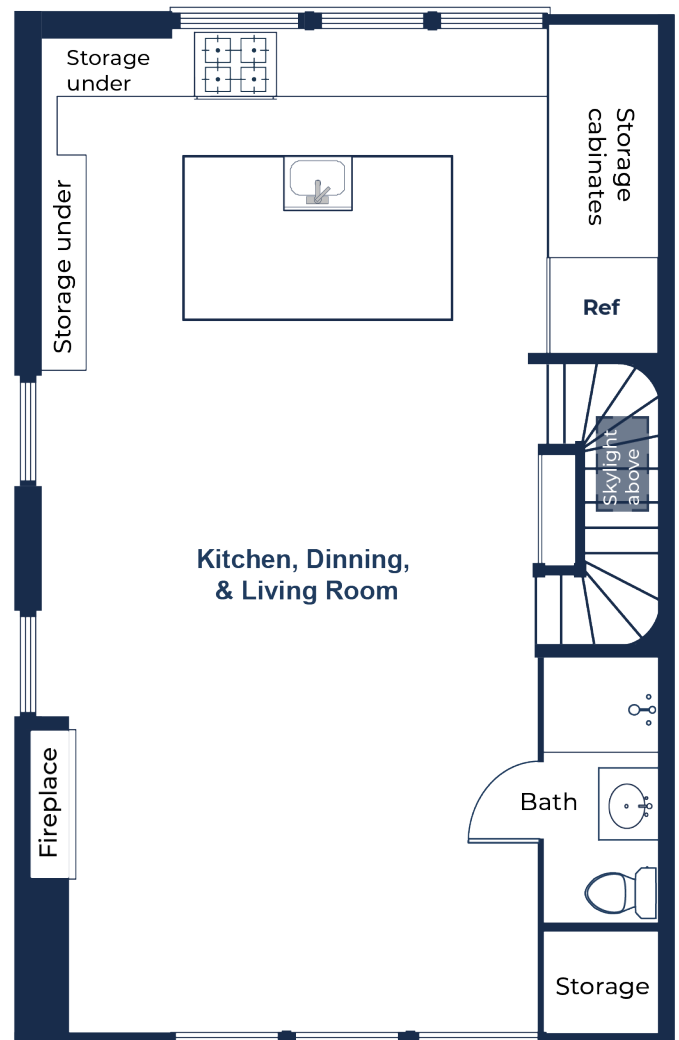 Storage
under
Storage
cabinates
Storage under
Ref
Skylight
above
Kitchen, Dinning,
& Living Room
Fireplace
Bath
Storage